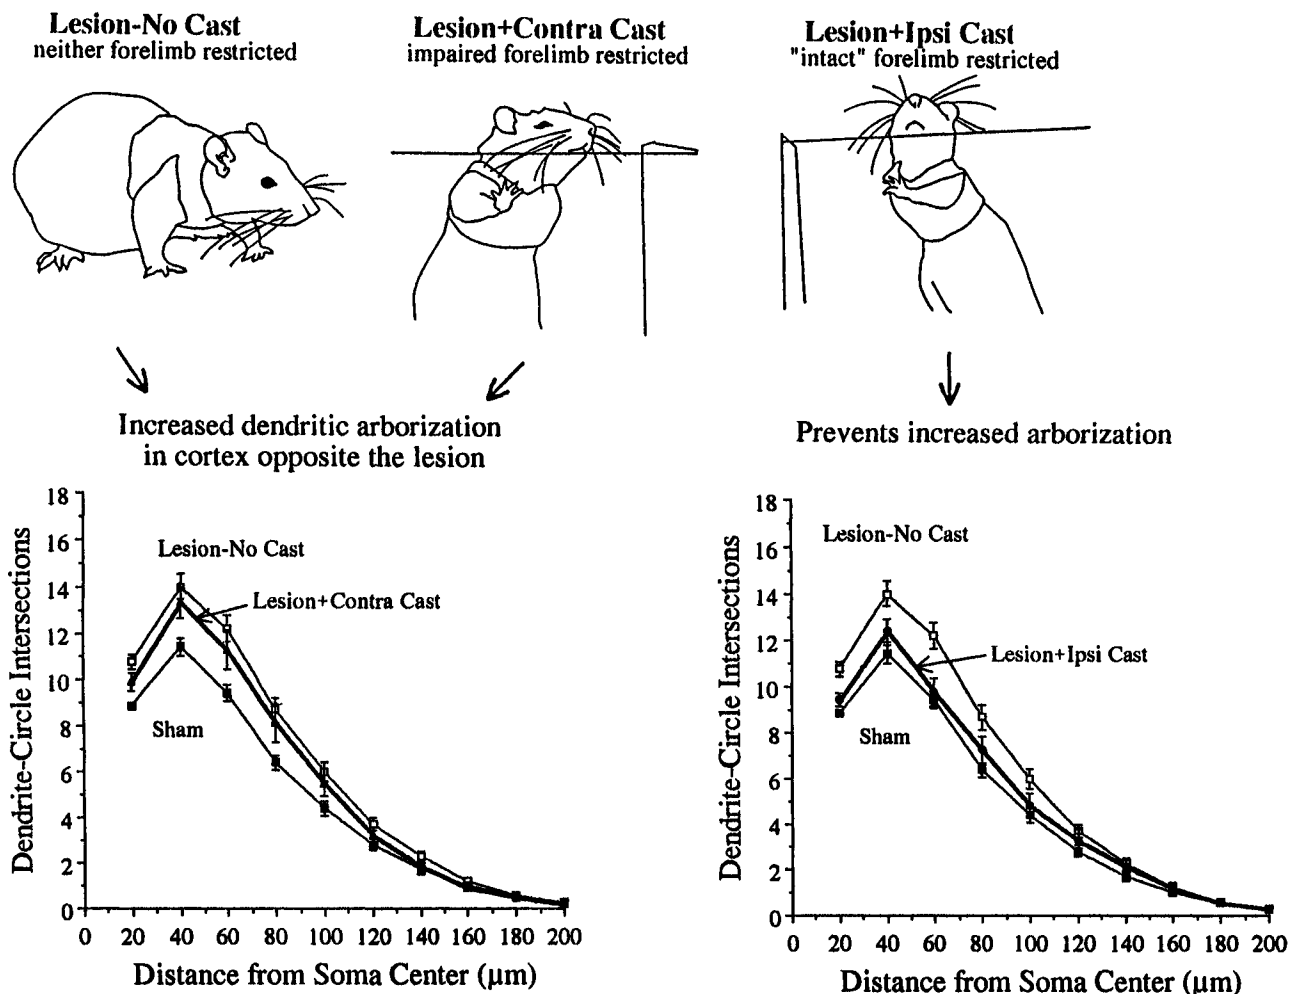 Lesion-No Cast
neither forelimb restricted
Lesion+Contra Cast
impaired forelimb restricted
Lesion+Ipsi Cast
"intact" forelimb restricted
Increased dendritic arborization
in cortex opposite the lesion
Prevents increased arborization
Dendrite-Circle Intersections
18
16
14
12
10
8
6
4
2
0
Lesion-No Cast
Lesion+Contra Cast
Sham
0 20 40 60 80 100 120 140 160 180 200
Distance from Soma Center (µm)
Dendrite-Circle Intersections
18
16
14
12
10
8
6
4
2
0
Lesion-No Cast
Lesion+Ipsi Cast
Sham
0 20 40 60 80 100 120 140 160 180 200
Distance from Soma Center (µm)